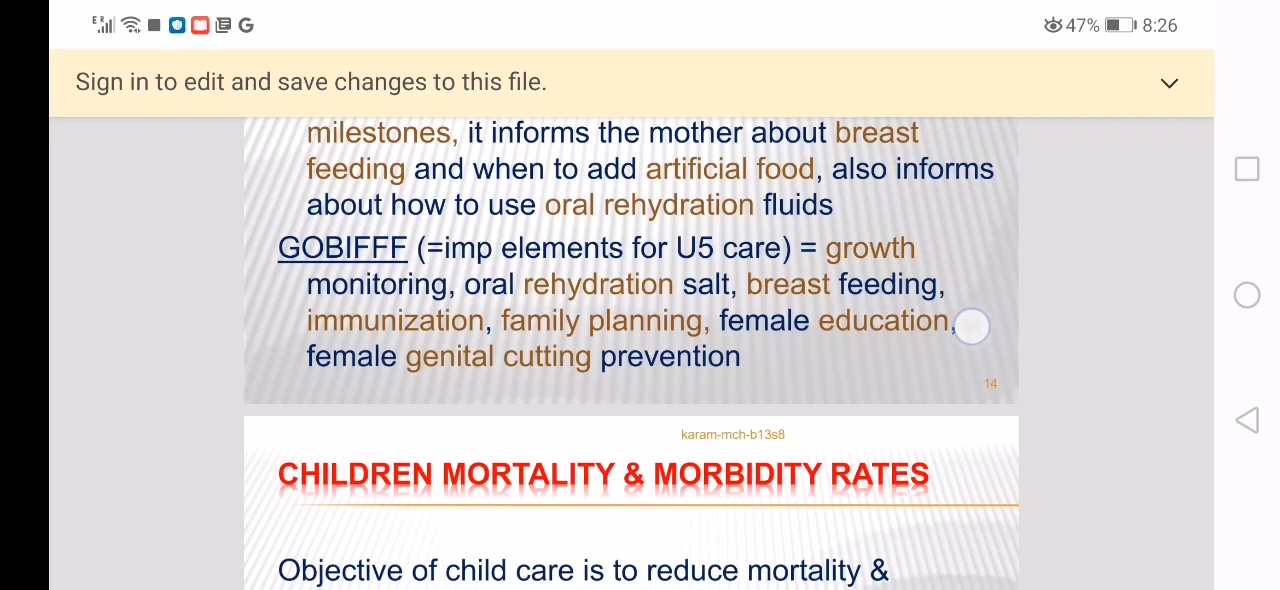 47% 8:26
Sign in to edit and save changes to this file.
milestones, it informs the mother about breast
feeding and when to add artificial food, also informs
about how to use oral rehydration fluids
GOBIFFF (=imp elements for U5 care) = growth
monitoring, oral rehydration salt, breast feeding,
immunization, family planning, female education,
female genital cutting prevention
14
karam-mch-b13s8
CHILDREN MORTALITY & MORBIDITY RATES
Objective of child care is to reduce mortality &